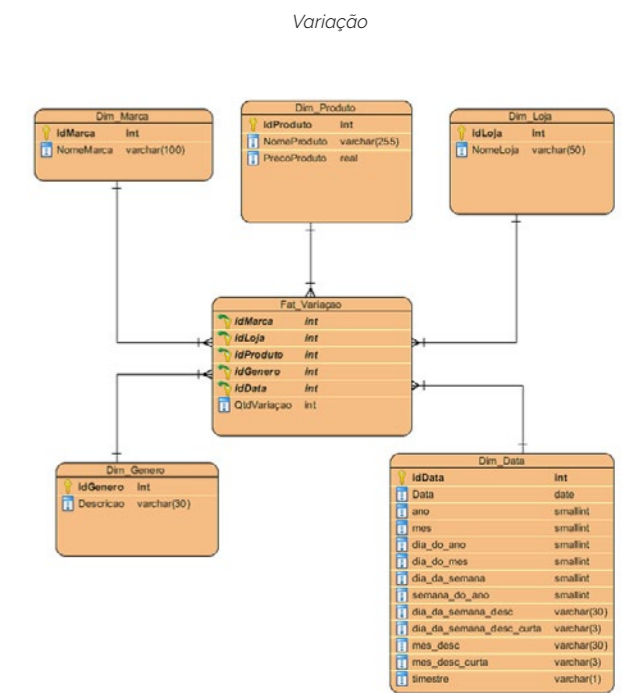 Variação
Dim_Marca
IdMarca int
NomeMarca varchar(100)
Dim_Produto
IdProduto int
NomeProduto varchar(255)
PrecoProduto real
Dim_Loja
IdLoja int
NomeLoja varchar(50)
Fat_Variaçao
IdMarca int
IdLoja int
IdProduto int
IdGenero int
IdData int
QtdVariaçao int
Dim_Genero
IdGenero int
Descricao varchar(30)
Dim_Data
IdData int
Data date
ano smallint
mes smallint
dia_do_ano smallint
dia_do_mes smallint
dia_da_semana smallint
semana_do_ano smallint
dia_da_semana_desc varchar(30)
dia_da_semana_desc_curta varchar(3)
mes_desc varchar(30)
mes_desc_curta varchar(3)
timestre varchar(1)